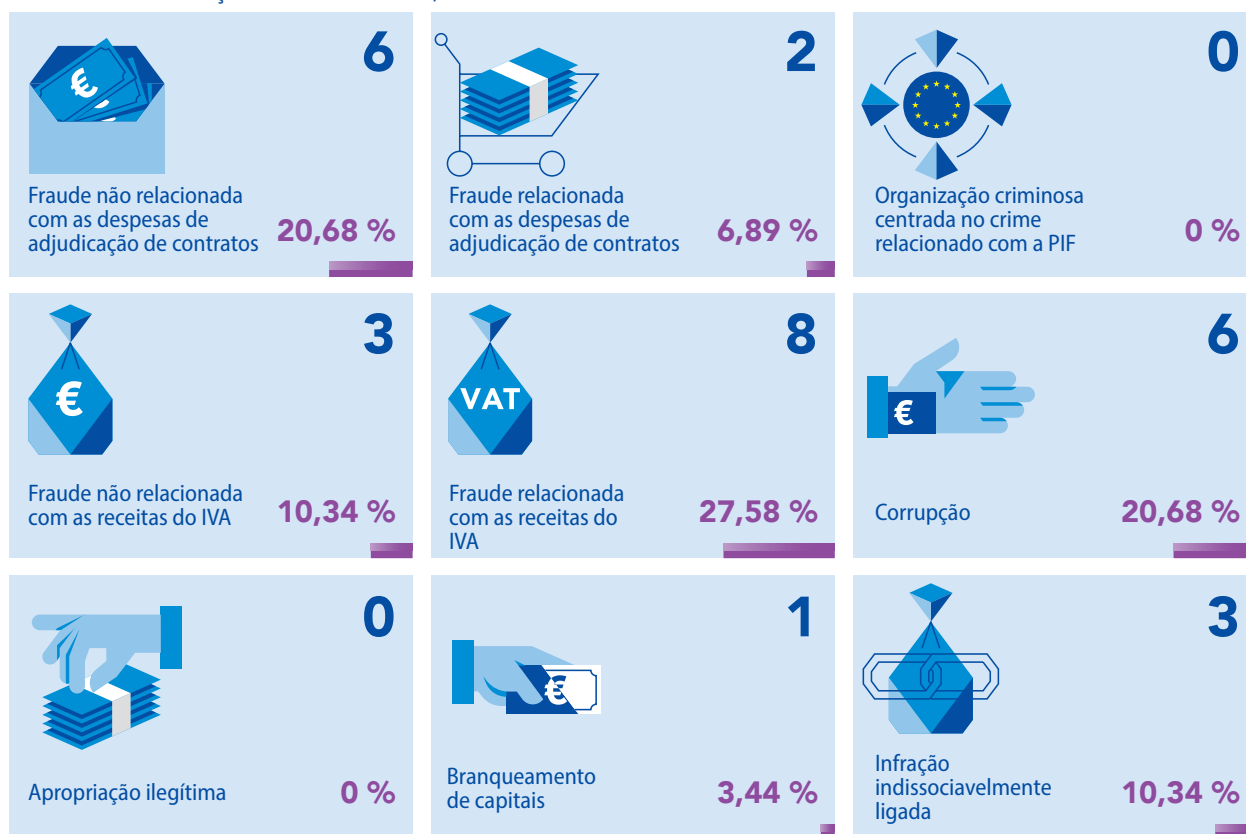 6
€
Fraude não relacionada
com as despesas de
adjudicação de contratos
20,68 %
2
Fraude relacionada
com as despesas de
adjudicação de contratos
6,89 %
0
Organização criminosa
centrada no crime
relacionado com a PIF
0 %
3
€
Fraude não relacionada
com as receitas do IVA
10,34 %
8
VAT
Fraude relacionada
com as receitas do
IVA
27,58 %
6
€
Corrupção
20,68 %
0
Apropriação ilegítima
0 %
1
€
Branqueamento
de capitais
3,44 %
3
Infração
indissociavelmente
ligada
10,34 %